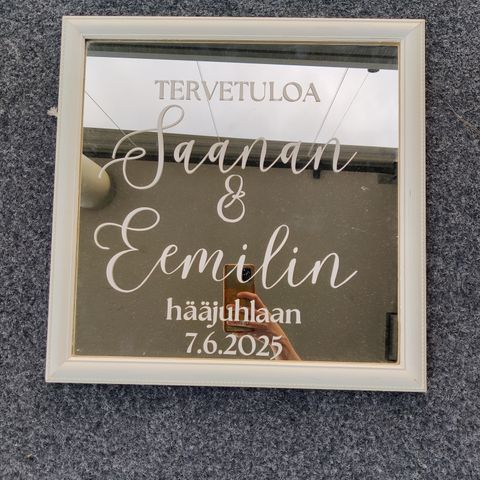 TERVETULOA
Saanan
&
Eemilin
hääjuhlaan
7.6.2025